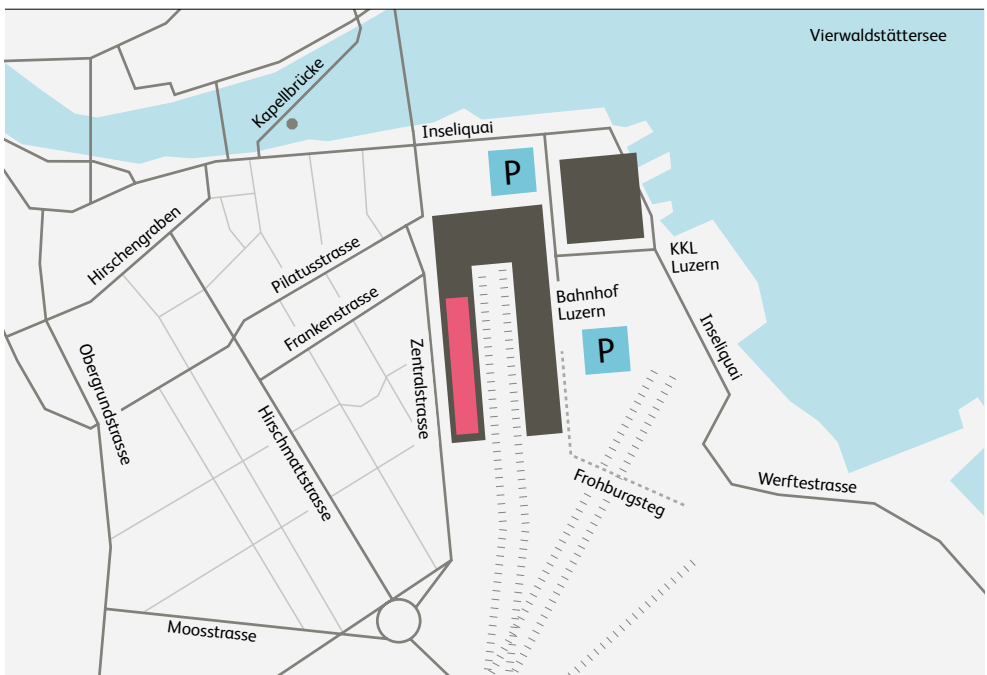 Vierwaldstättersee
Kapellbrücke
Inseliquai
P
Hirschengraben
Pilatusstrasse
KKL
Luzern
Bahnhof
Luzern
Frankenstrasse
P
Inseliquai
Zentralstrasse
Obergrundstrasse
Hirschmattstrasse
Frohburgsteg
Werftestrasse
Moosstrasse